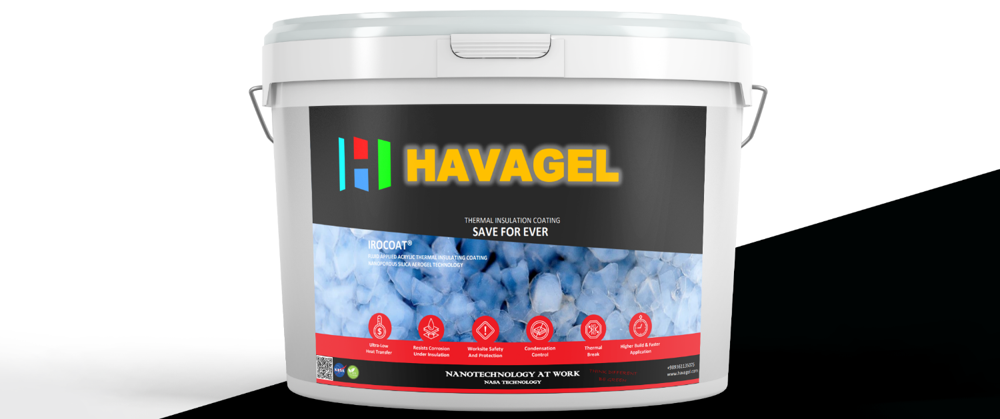 HAVAGEL
THERMAL INSULATION COATING
SAVE FOR EVER
IROCOAT®
FLUID APPLIED ACRYLIC THERMAL INSULATING COATING
NANOPOROUS SILICA AEROGEL TECHNOLOGY
Ultra-Low
Heat Transfer
Resists Corrosion
Under Insulation
Worksite Safety
And Protection
Condensation
Control
Thermal
Break
Higher Build & Faster
Application
NASA
NANOTECHNOLOGY AT WORK
NASA TECHNOLOGY
THINK DIFFERENT
BE GREEN
+989361135075
www.havagel.com